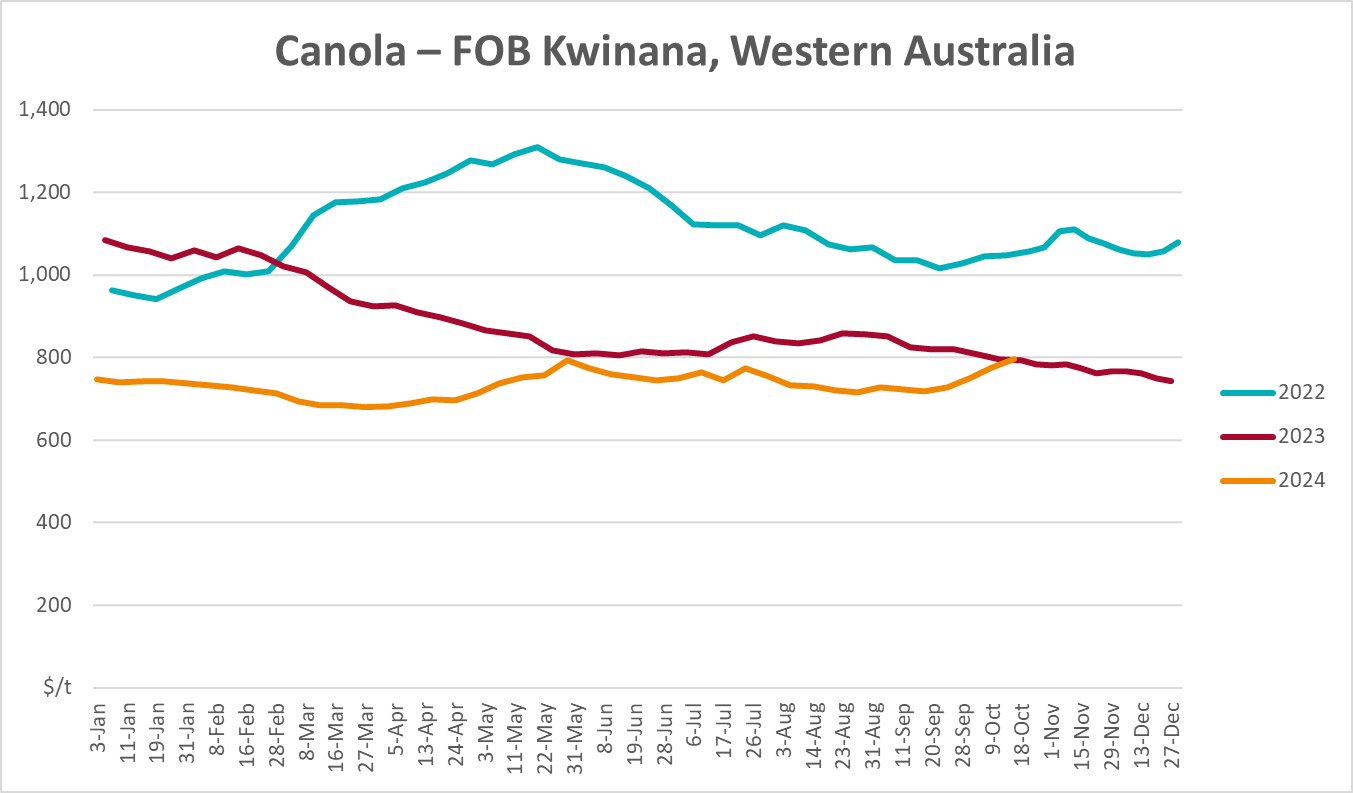 Canola – FOB Kwinana, Western Australia
1,400
1,200
1,000
800
600
400
200
$/t
3-Jan
11-Jan
19-Jan
31-Jan
8-Feb
16-Feb
28-Feb
8-Mar
16-Mar
27-Mar
5-Apr
13-Apr
24-Apr
3-May
11-May
22-May
31-May
8-Jun
19-Jun
28-Jun
6-Jul
17-Jul
26-Jul
3-Aug
14-Aug
23-Aug
31-Aug
11-Sep
20-Sep
28-Sep
9-Oct
18-Oct
1-Nov
15-Nov
29-Nov
13-Dec
27-Dec
2022
2023
2024